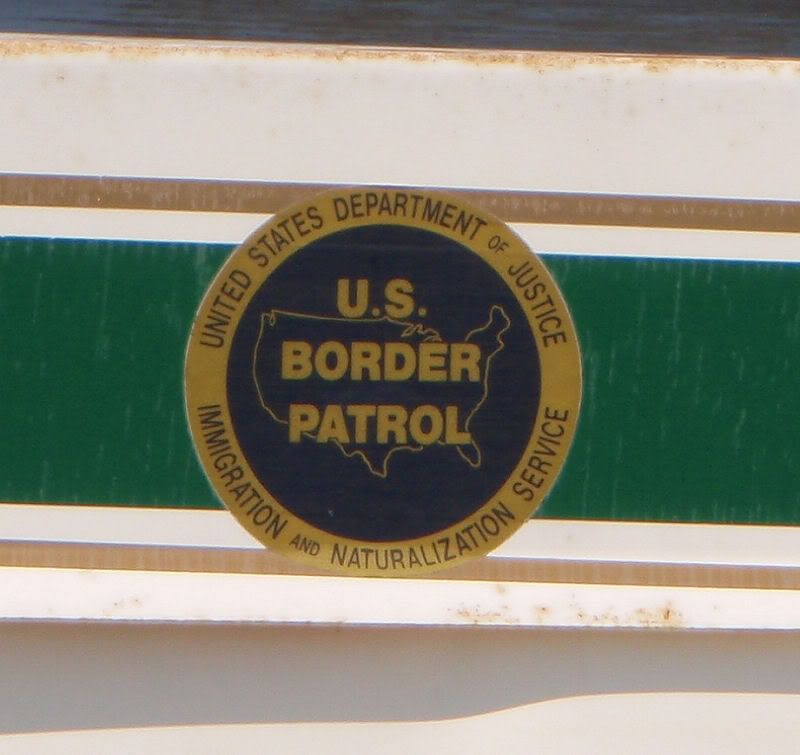 UNITED STATES DEPARTMENT OF JUSTICE
U.S.
BORDER
PATROL
IMMIGRATION AND NATURALIZATION SERVICE